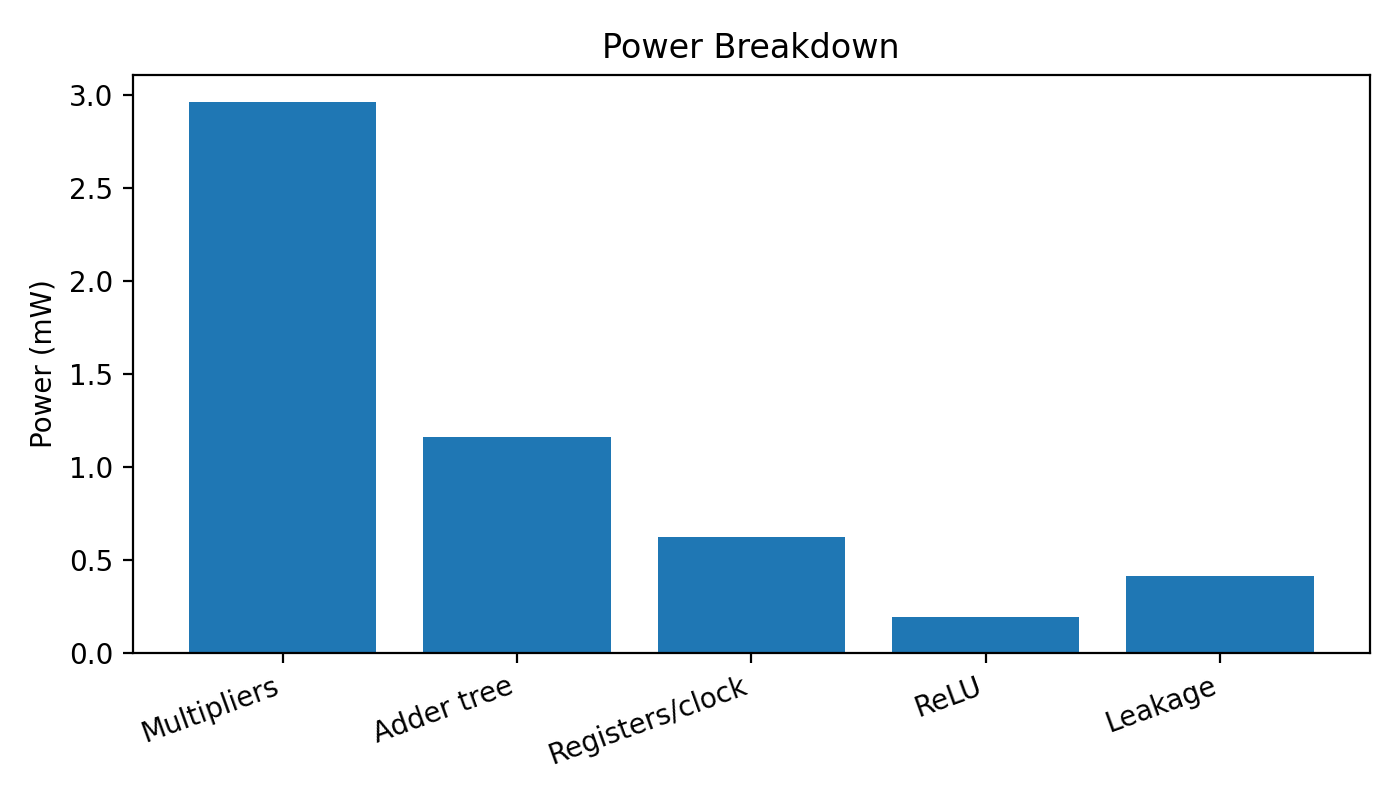 Power Breakdown
Power (mW)
3.0
2.5
2.0
1.5
1.0
0.5
0.0
Multipliers
Adder tree
Registers/clock
ReLU
Leakage